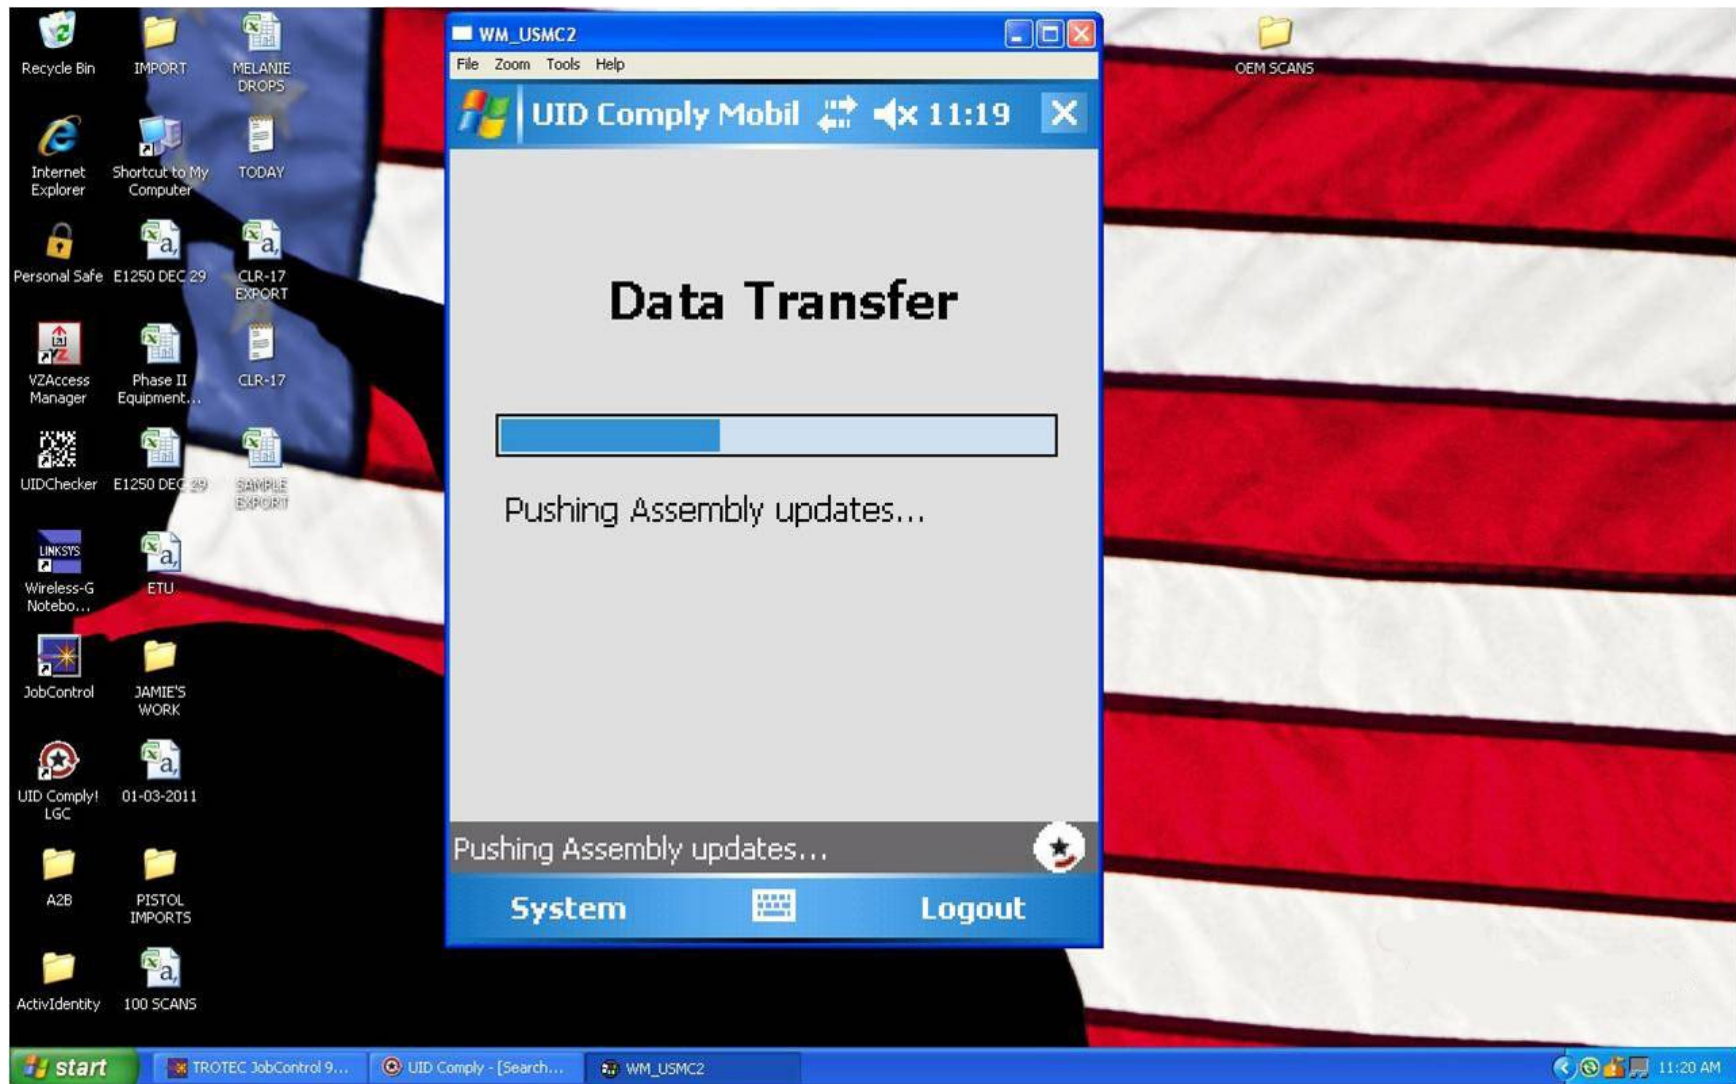 Recycle Bin
IMPORT
MELANIE
DROPS
Internet
Explorer
Shortcut to My
Computer
TODAY
Personal Safe
E1250 DEC 29
CLR-17
EXPORT
VZAccess
Manager
Phase II
Equipment...
CLR-17
UIDChecker
E1250 DEC 29
SAMPLE
EXPORT
LINKSYS
Wireless-G
Notebo...
ETU
JobControl
JAMIE'S
WORK
UID Comply!
LGC
01-03-2011
A2B
PISTOL
IMPORTS
ActivIdentity
100 SCANS
WM_USMC2
File Zoom Tools Help
UID Comply Mobil 11:19
Data Transfer
Pushing Assembly updates...
Pushing Assembly updates...
System Logout
OEM SCANS
start
TROTEC JobControl 9...
UID Comply - [Search...
WM_USMC2
11:20 AM